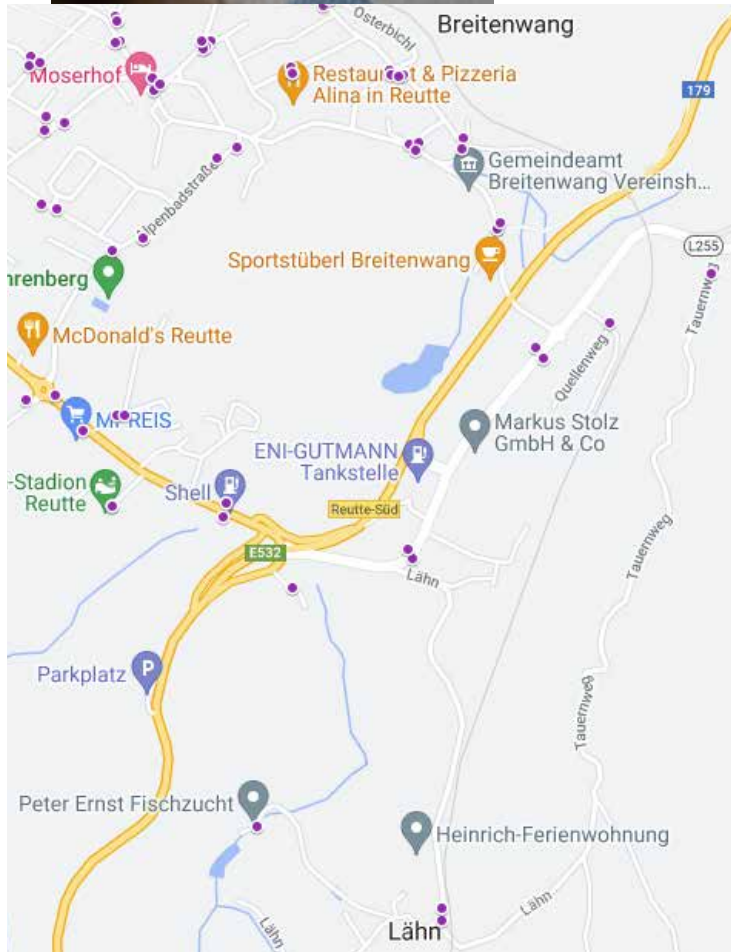 Osterbichl
Breitenwang
Moserhof
Restaurant & Pizzeria
Alina in Reutte
179
Gemeindeamt
Breitenwang Vereinsh...
Alpenbadstraße
L255
Sportstüberl Breitenwang
hrenberg
Tauernweg
McDonald's Reutte
Quellenweg
MPREIS
Markus Stolz
GmbH & Co
ENI-GUTMANN
Tankstelle
-Stadion
Reutte
Shell
Reutte-Süd
Tauernweg
E532
Lähn
Parkplatz
Tauernweg
Peter Ernst Fischzucht
Heinrich-Ferienwohnung
Lähn
Lähn
Lähn